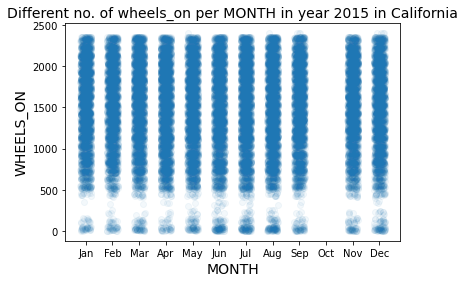 Different no. of wheels_on per MONTH in year 2015 in California
2500
2000
1500
1000
500
0
WHEELS_ON
Jan Feb Mar Apr May Jun Jul Aug Sep Oct Nov Dec
MONTH